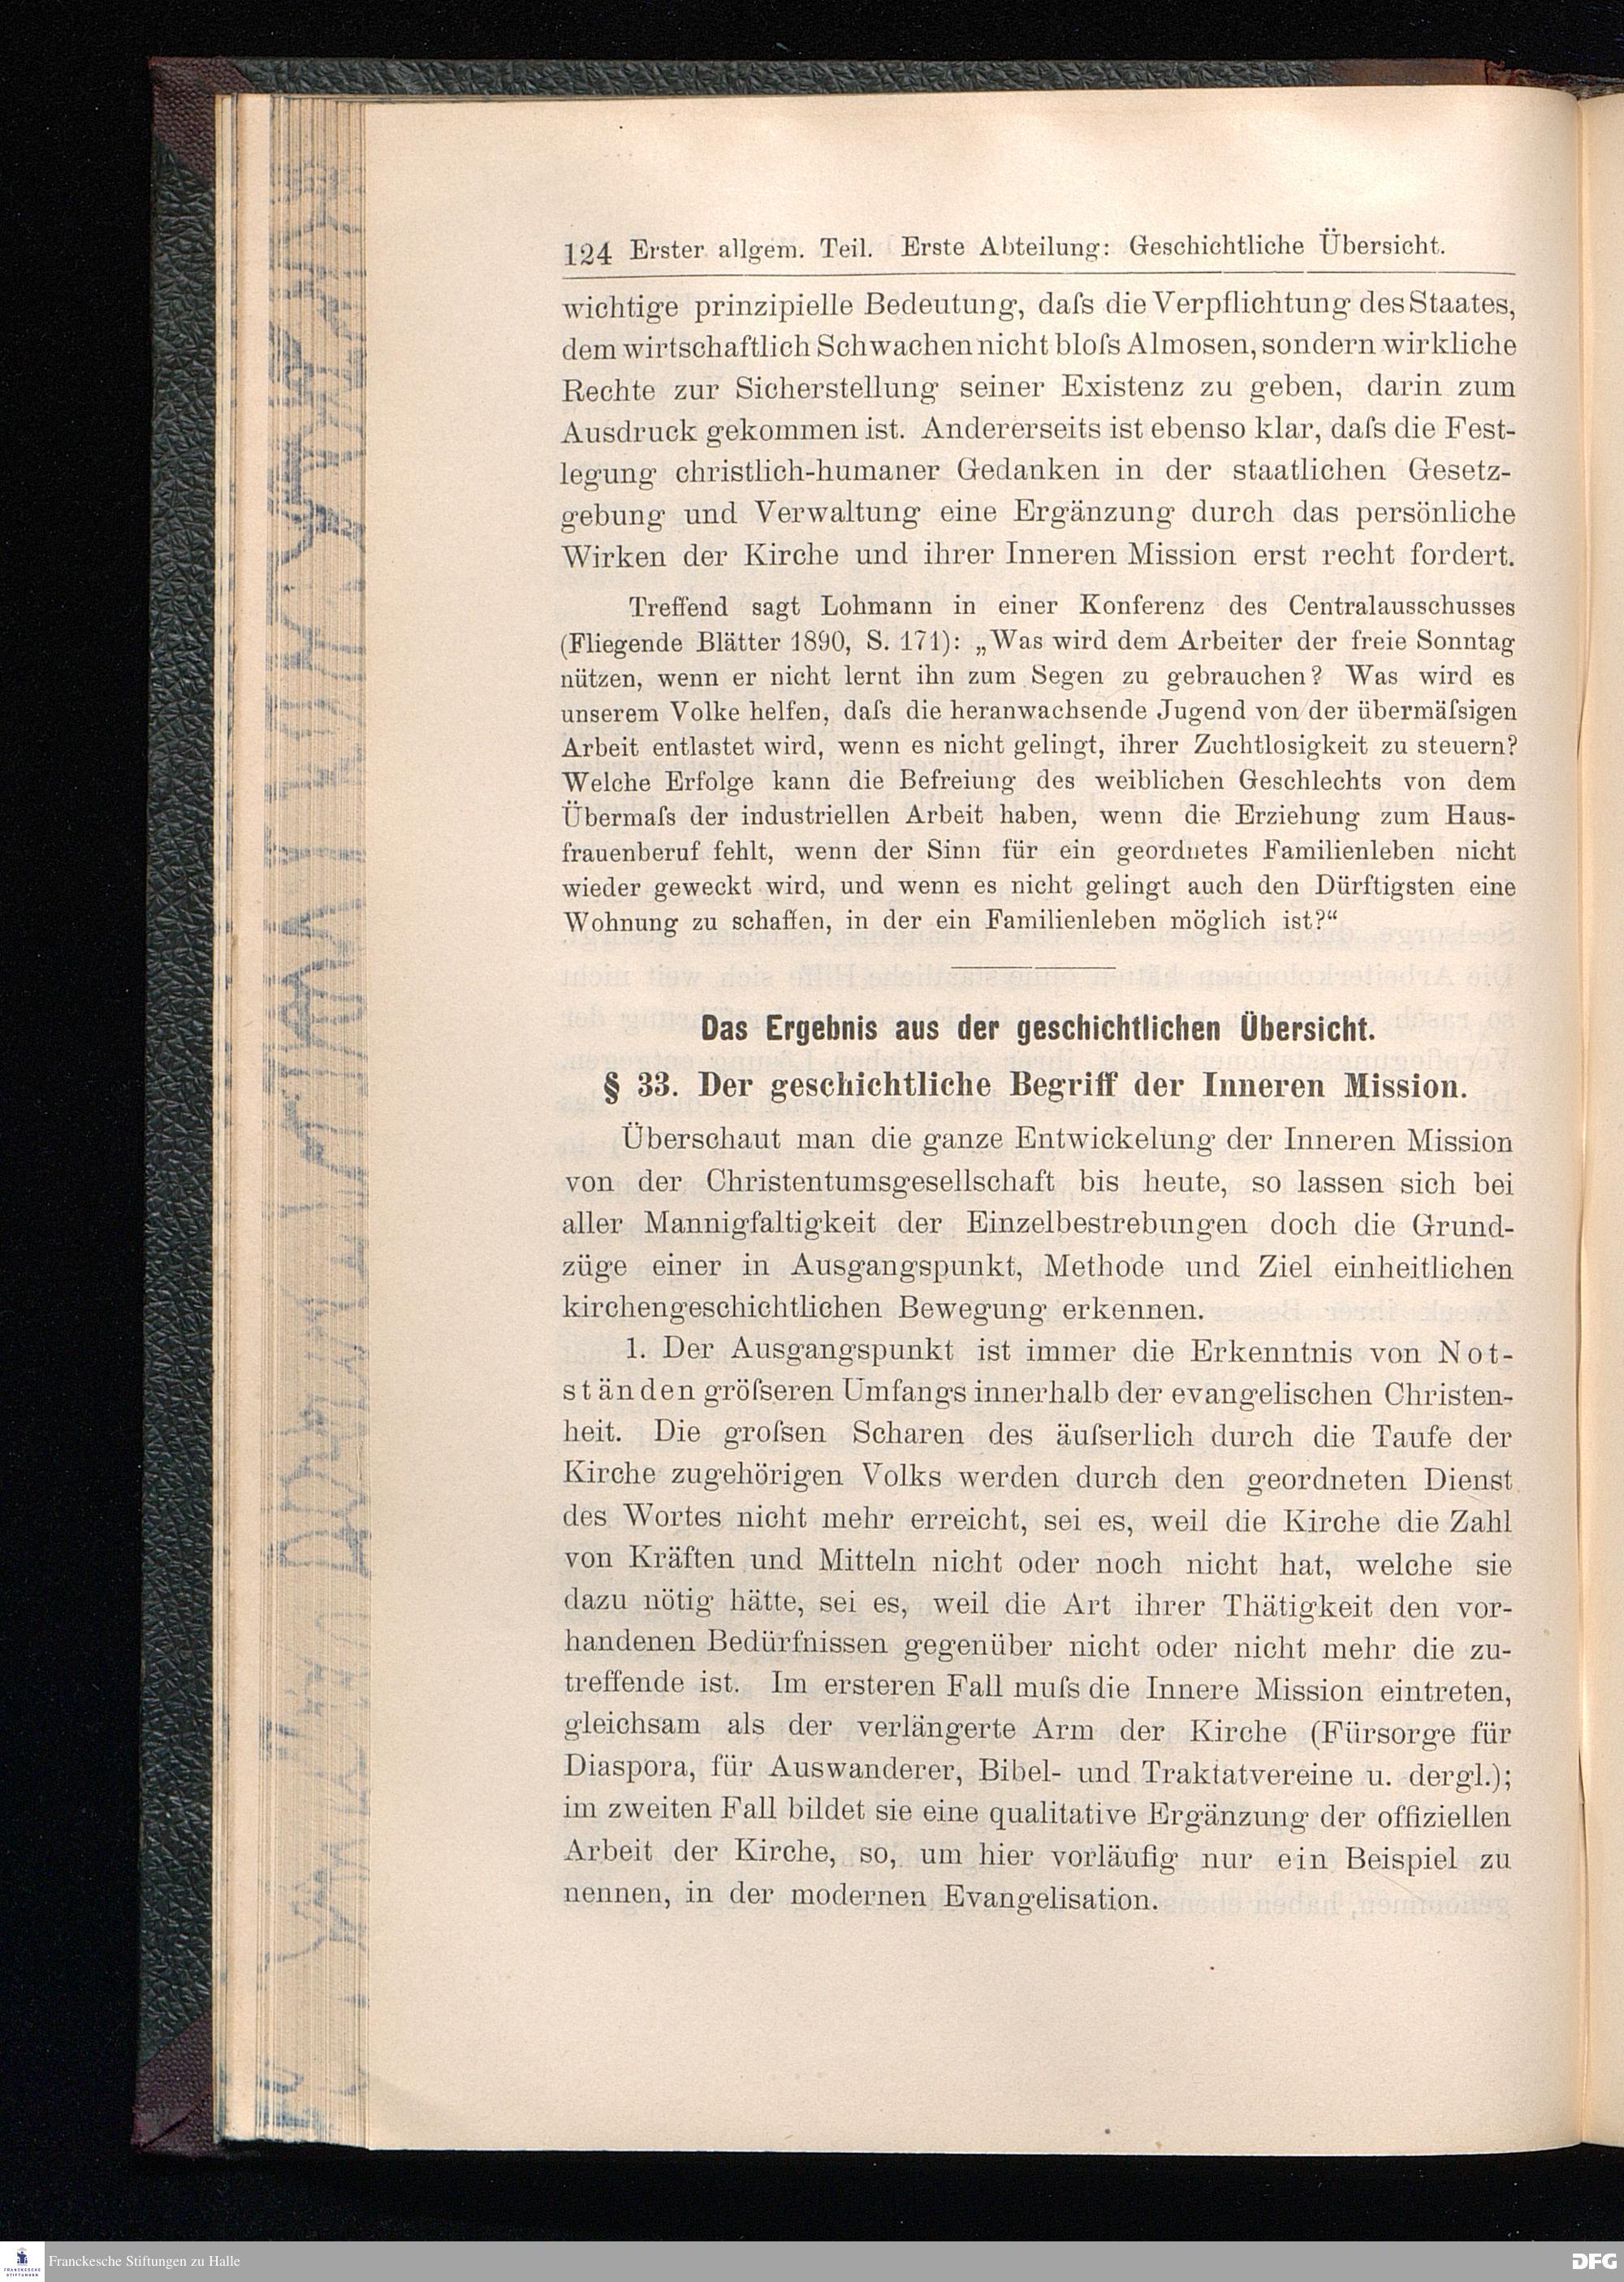 124 Erster allgem. Teil. Erste Abteilung: Geschichtliche Übersicht.
wichtige prinzipielle Bedeutung, daſs die Verpflichtung des Staates,
dem wirtschaftlich Schwachen nicht bloſs Almosen, sondern wirkliche
Rechte zur Sicherstellung seiner Existenz zu geben, darin zum
Ausdruck gekommen ist. Andererseits ist ebenso klar, daſs die Fest-
legung christlich-humaner Gedanken in der staatlichen Gesetz-
gebung und Verwaltung eine Ergänzung durch das persönliche
Wirken der Kirche und ihrer Inneren Mission erst recht fordert.
Treffend sagt Lohmann in einer Konferenz des Centralausschusses
(Fliegende Blätter 1890, S. 171): „Was wird dem Arbeiter der freie Sonntag
nützen, wenn er nicht lernt ihn zum Segen zu gebrauchen? Was wird es
unserem Volke helfen, daſs die heranwachsende Jugend von der übermäſsigen
Arbeit entlastet wird, wenn es nicht gelingt, ihrer Zuchtlosigkeit zu steuern?
Welche Erfolge kann die Befreiung des weiblichen Geschlechts von dem
Übermaſs der industriellen Arbeit haben, wenn die Erziehung zum Haus-
frauenberuf fehlt, wenn der Sinn für ein geordnetes Familienleben nicht
wieder geweckt wird, und wenn es nicht gelingt auch den Dürftigsten eine
Wohnung zu schaffen, in der ein Familienleben möglich ist?“
Das Ergebnis aus der geschichtlichen Übersicht.
§ 33. Der geschichtliche Begriff der Inneren Mission.
Überschaut man die ganze Entwickelung der Inneren Mission
von der Christentumsgesellschaft bis heute, so lassen sich bei
aller Mannigfaltigkeit der Einzelbestrebungen doch die Grund-
züge einer in Ausgangspunkt, Methode und Ziel einheitlichen
kirchengeschichtlichen Bewegung erkennen.
1. Der Ausgangspunkt ist immer die Erkenntnis von Not-
ständen gröſseren Umfangs innerhalb der evangelischen Christen-
heit. Die groſsen Scharen des äuſserlich durch die Taufe der
Kirche zugehörigen Volks werden durch den geordneten Dienst
des Wortes nicht mehr erreicht, sei es, weil die Kirche die Zahl
von Kräften und Mitteln nicht oder noch nicht hat, welche sie
dazu nötig hätte, sei es, weil die Art ihrer Thätigkeit den vor-
handenen Bedürfnissen gegenüber nicht oder nicht mehr die zu-
treffende ist. Im ersteren Fall muſs die Innere Mission eintreten,
gleichsam als der verlängerte Arm der Kirche (Fürsorge für
Diaspora, für Auswanderer, Bibel- und Traktatvereine u. dergl.);
im zweiten Fall bildet sie eine qualitative Ergänzung der offiziellen
Arbeit der Kirche, so, um hier vorläufig nur ein Beispiel zu
nennen, in der modernen Evangelisation.
FRANCKESCHE
STIFTUNGEN
Franckesche Stiftungen zu Halle
DFG